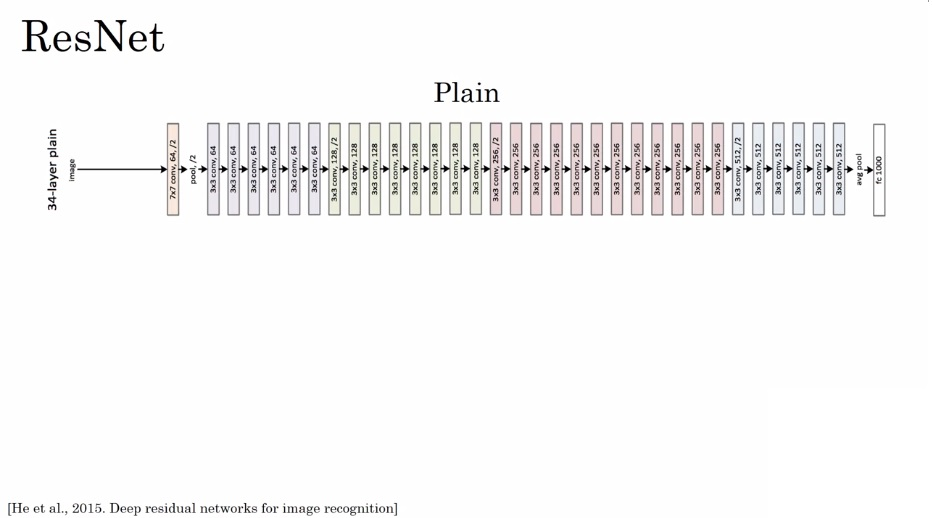 ResNet
Plain
34-layer plain
image
7x7 conv, 64, /2
pool, /2
3x3 conv, 64
3x3 conv, 64
3x3 conv, 64
3x3 conv, 64
3x3 conv, 64
3x3 conv, 64
3x3 conv, 128, /2
3x3 conv, 128
3x3 conv, 128
3x3 conv, 128
3x3 conv, 128
3x3 conv, 128
3x3 conv, 128
3x3 conv, 128
3x3 conv, 256, /2
3x3 conv, 256
3x3 conv, 256
3x3 conv, 256
3x3 conv, 256
3x3 conv, 256
3x3 conv, 256
3x3 conv, 256
3x3 conv, 256
3x3 conv, 256
3x3 conv, 256
3x3 conv, 256
3x3 conv, 512, /2
3x3 conv, 512
3x3 conv, 512
3x3 conv, 512
3x3 conv, 512
3x3 conv, 512
avg pool
fc 1000
[He et al., 2015. Deep residual networks for image recognition]